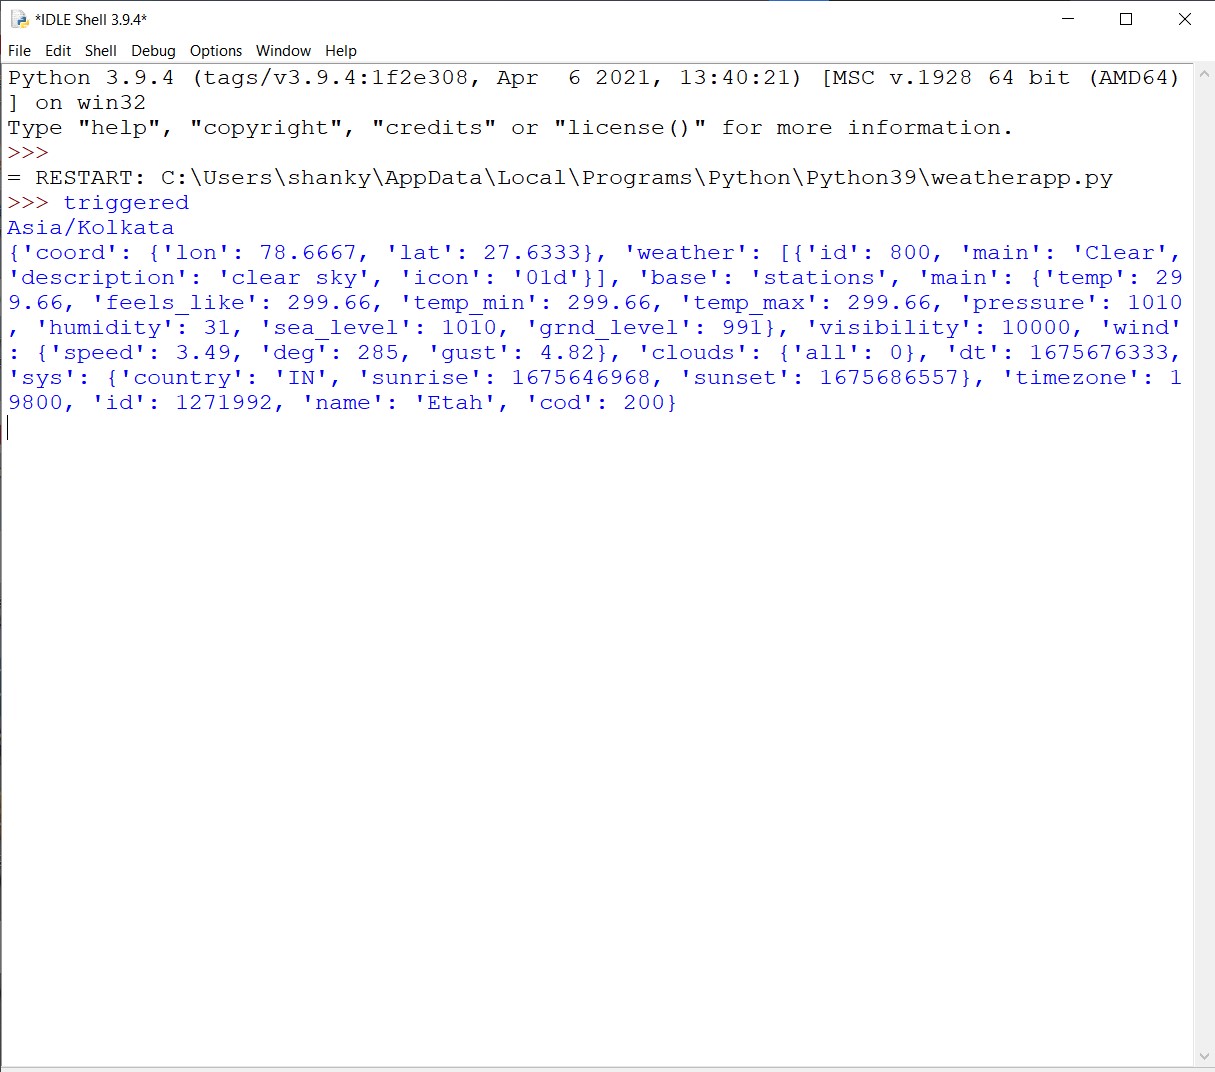 *IDLE Shell 3.9.4*
File Edit Shell Debug Options Window Help
Python 3.9.4 (tags/v3.9.4:1f2e308, Apr  6 2021, 13:40:21) [MSC v.1928 64 bit (AMD64)
] on win32
Type "help", "copyright", "credits" or "license()" for more information.
>>>
= RESTART: C:\Users\shanky\AppData\Local\Programs\Python\Python39\weatherapp.py
>>> triggered
Asia/Kolkata
{'coord': {'lon': 78.6667, 'lat': 27.6333}, 'weather': [{'id': 800, 'main': 'Clear',
'description': 'clear sky', 'icon': '01d'}], 'base': 'stations', 'main': {'temp': 29
9.66, 'feels_like': 299.66, 'temp_min': 299.66, 'temp_max': 299.66, 'pressure': 1010
, 'humidity': 31, 'sea_level': 1010, 'grnd_level': 991}, 'visibility': 10000, 'wind'
: {'speed': 3.49, 'deg': 285, 'gust': 4.82}, 'clouds': {'all': 0}, 'dt': 1675676333,
'sys': {'country': 'IN', 'sunrise': 1675646968, 'sunset': 1675686557}, 'timezone': 1
9800, 'id': 1271992, 'name': 'Etah', 'cod': 200}